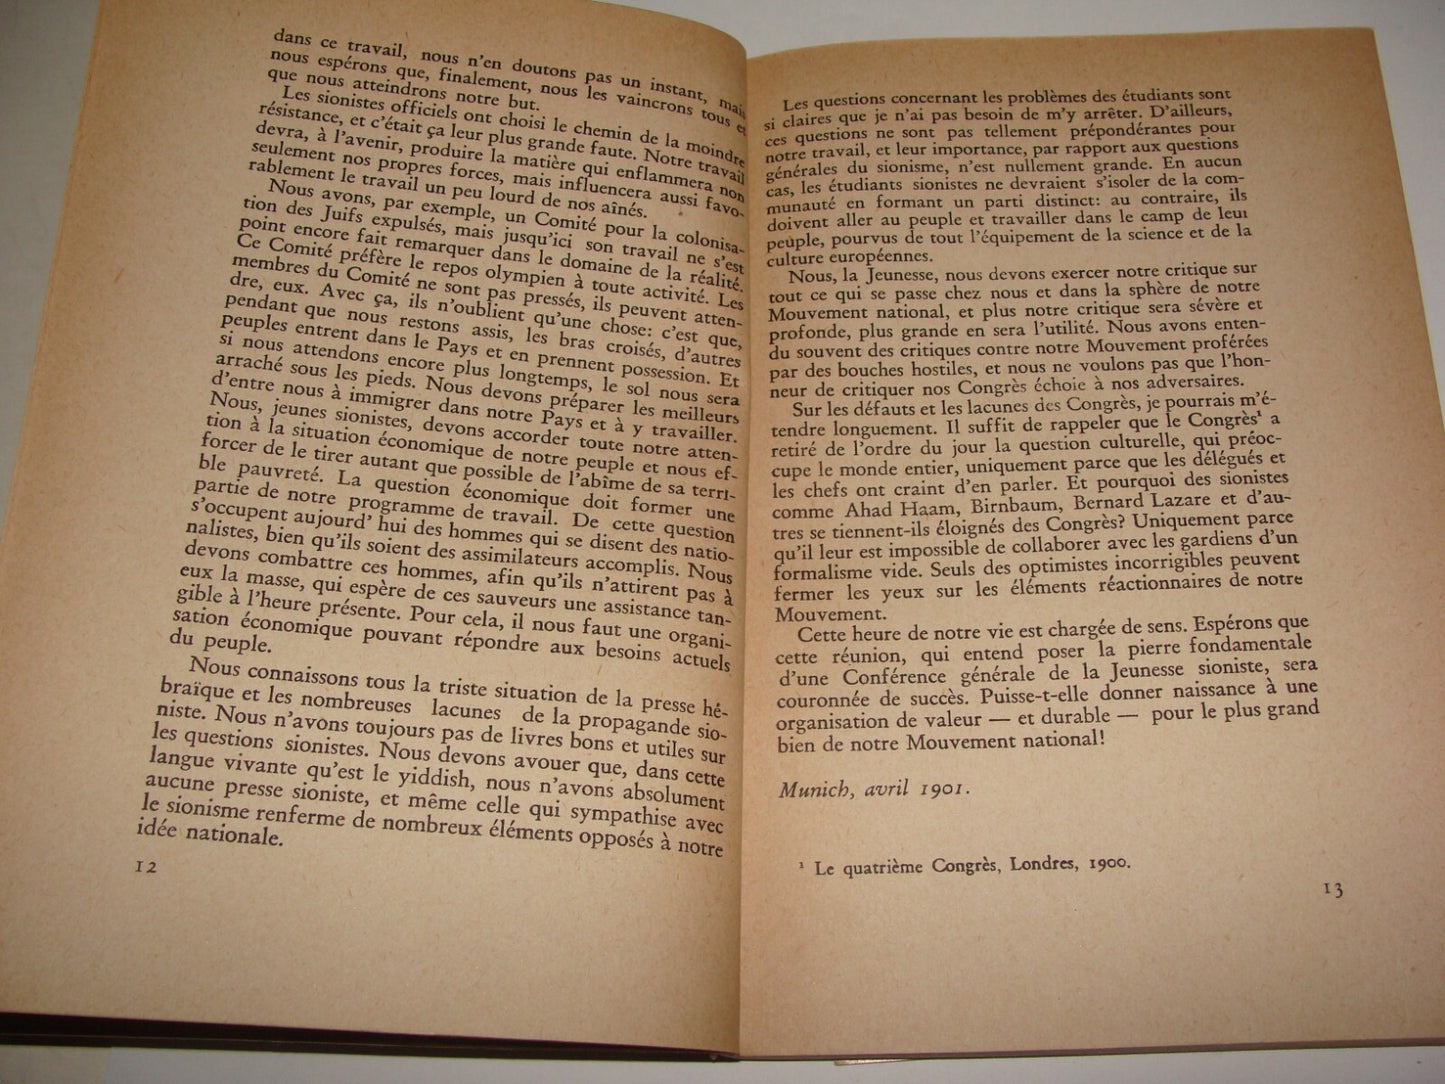 dans ce travail, nous n'en doutons pas un instant, mais
nous espérons que, finalement, nous les vaincrons tous et
que nous atteindrons notre but.
Les sionistes officiels ont choisi le chemin de la moindre
résistance, et c'était ça leur plus grande faute. Notre travail
devra, à l'avenir, produire la matière qui enflammera non
seulement nos propres forces, mais influencera aussi favo-
rablement le travail un peu lourd de nos aînés.
Nous avons, par exemple, un Comité pour la colonisa-
tion des Juifs expulsés, mais jusqu'ici son travail ne s'est
point encore fait remarquer dans le domaine de la réalité.
Ce Comité préfère le repos olympien à toute activité. Les
membres du Comité ne sont pas pressés, ils peuvent atten-
dre, eux. Avec ça, ils n'oublient qu'une chose: c'est que,
pendant que nous restons assis, les bras croisés, d'autres
peuples entrent dans le Pays et en prennent possession. Et
si nous attendons encore plus longtemps, le sol nous sera
arraché sous les pieds. Nous devons préparer les meilleurs
d'entre nous à immigrer dans notre Pays et à y travailler.
Nous, jeunes sionistes, devons accorder toute notre atten-
tion à la situation économique de notre peuple et nous ef-
forcer de le tirer autant que possible de l'abîme de sa terri-
ble pauvreté. La question économique doit former une
partie de notre programme de travail. De cette question
s'occupent aujourd' hui des hommes qui se disent des natio-
nalistes, bien qu'ils soient des assimilateurs accomplis. Nous
devons combattre ces hommes, afin qu'ils n'attirent pas à
eux la masse, qui espère de ces sauveurs une assistance tan-
gible à l'heure présente. Pour cela, il nous faut une organi-
sation économique pouvant répondre aux besoins actuels
du peuple.
Nous connaissons tous la triste situation de la presse hé-
braïque et les nombreuses lacunes de la propagande sio-
niste. Nous n'avons toujours pas de livres bons et utiles sur
les questions sionistes. Nous devons avouer que, dans cette
langue vivante qu'est le yiddish, nous n'avons absolument
aucune presse sioniste, et même celle qui sympathise avec
le sionisme renferme de nombreux éléments opposés à notre
idée nationale.
12
Les questions concernant les problèmes des étudiants sont
si claires que je n'ai pas besoin de m'y arrêter. D'ailleurs,
ces questions ne sont pas tellement prépondérantes pour
notre travail, et leur importance, par rapport aux questions
générales du sionisme, n'est nullement grande. En aucun
cas, les étudiants sionistes ne devraient s'isoler de la com-
munauté en formant un parti distinct: au contraire, ils
doivent aller au peuple et travailler dans le camp de leur
peuple, pourvus de tout l'équipement de la science et de la
culture européennes.
Nous, la Jeunesse, nous devons exercer notre critique sur
tout ce qui se passe chez nous et dans la sphère de notre
Mouvement national, et plus notre critique sera sévère et
profonde, plus grande en sera l'utilité. Nous avons enten-
du souvent des critiques contre notre Mouvement proférées
par des bouches hostiles, et nous ne voulons pas que l'hon-
neur de critiquer nos Congrès échoie à nos adversaires.
Sur les défauts et les lacunes des Congrès, je pourrais m'é-
tendre longuement. Il suffit de rappeler que le Congrès¹ a
retiré de l'ordre du jour la question culturelle, qui préoc-
cupe le monde entier, uniquement parce que les délégués et
les chefs ont craint d'en parler. Et pourquoi des sionistes
comme Ahad Haam, Birnbaum, Bernard Lazare et d'au-
tres se tiennent-ils éloignés des Congrès? Uniquement parce
qu'il leur est impossible de collaborer avec les gardiens d'un
formalisme vide. Seuls des optimistes incorrigibles peuvent
fermer les yeux sur les éléments réactionnaires de notre
Mouvement.
Cette heure de notre vie est chargée de sens. Espérons que
cette réunion, qui entend poser la pierre fondamentale
d'une Conférence générale de la Jeunesse sioniste, sera
couronnée de succès. Puisse-t-elle donner naissance à une
organisation de valeur — et durable — pour le plus grand
bien de notre Mouvement national!
Munich, avril 1901.
¹ Le quatrième Congrès, Londres, 1900.
13